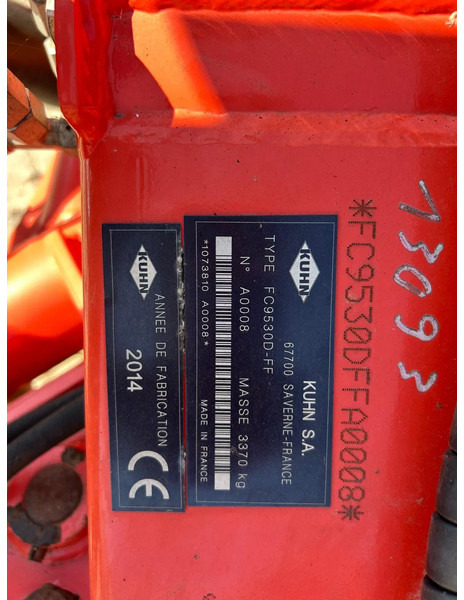 13093
*FC9530DFFA0008*
KUHN
KUHN S.A.
67700 SAVERNE-FRANCE
TYPE FC9530D-FF
N° A0008 MASSE 3370 kg
*1073810 A0008*
MADE IN FRANCE
KUHN
ANNEE DE FABRICATION
2014
CE